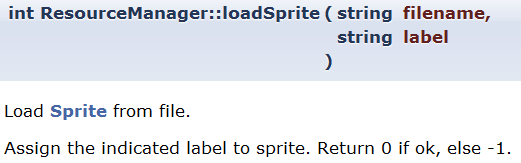 int ResourceManager::loadSprite ( string filename,
string label
)
Load Sprite from file.
Assign the indicated label to sprite. Return 0 if ok, else -1.